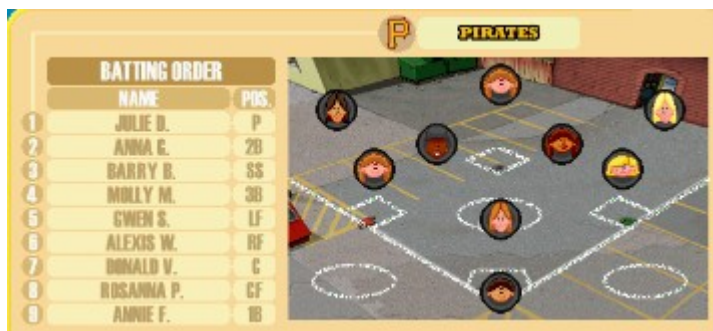 P PIRATES
BATTING ORDER
NAME POS.
1 JULIE D. P
2 ANNA G. 2B
3 BARRY B. SS
4 MOLLY M. 3B
5 GWEN S. LF
6 ALEXIS W. RF
7 DONALD V. C
8 ROSANNA P. CF
9 ANNIE F. 1B